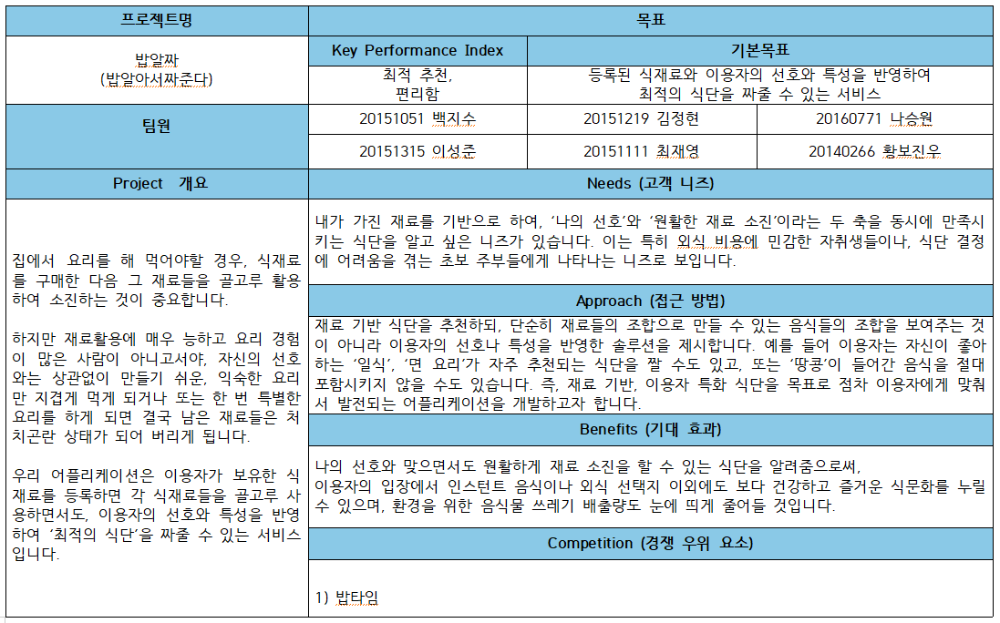 프로젝트명
목표
밥알짜
(밥알아서짜준다)
Key Performance Index
기본목표
최적 추천,
편리함
등록된 식재료와 이용자의 선호와 특성을 반영하여
최적의 식단을 짜줄 수 있는 서비스
팀원
20151051 백지수
20151219 김정현
20160771 나승원
20151315 이성준
20151111 최재영
20140266 황보진우
Project 개요
Needs (고객 니즈)
집에서 요리를 해 먹어야할 경우, 식재료
를 구매한 다음 그 재료들을 골고루 활용
하여 소진하는 것이 중요합니다.
하지만 재료활용에 매우 능하고 요리 경험
이 많은 사람이 아니고서야, 자신의 선호
와는 상관없이 만들기 쉬운, 익숙한 요리
만 지겹게 먹게 되거나 또는 한 번 특별한
요리를 하게 되면 결국 남은 재료들은 처
치곤란 상태가 되어 버리게 됩니다.
우리 어플리케이션은 이용자가 보유한 식
재료를 등록하면 각 식재료들을 골고루 사
용하면서도, 이용자의 선호와 특성을 반영
하여 ‘최적의 식단’을 짜줄 수 있는 서비스
입니다.
내가 가진 재료를 기반으로 하여, ‘나의 선호’와 ‘원활한 재료 소진’이라는 두 축을 동시에 만족시
키는 식단을 알고 싶은 니즈가 있습니다. 이는 특히 외식 비용에 민감한 자취생들이나, 식단 결정
에 어려움을 겪는 초보 주부들에게 나타나는 니즈로 보입니다.
Approach (접근 방법)
재료 기반 식단을 추천하되, 단순히 재료들의 조합으로 만들 수 있는 음식들의 조합을 보여주는 것
이 아니라 이용자의 선호나 특성을 반영한 솔루션을 제시합니다. 예를 들어 이용자는 자신이 좋아
하는 ‘일식’, ‘면 요리’가 자주 추천되는 식단을 짤 수도 있고, 또는 ‘땅콩’이 들어간 음식을 절대
포함시키지 않을 수도 있습니다. 즉, 재료 기반, 이용자 특화 식단을 목표로 점차 이용자에게 맞춰
서 발전되는 어플리케이션을 개발하고자 합니다.
Benefits (기대 효과)
나의 선호와 맞으면서도 원활하게 재료 소진을 할 수 있는 식단을 알려줌으로써,
이용자의 입장에서 인스턴트 음식이나 외식 선택지 이외에도 보다 건강하고 즐거운 식문화를 누릴
수 있으며, 환경을 위한 음식물 쓰레기 배출량도 눈에 띄게 줄어들 것입니다.
Competition (경쟁 우위 요소)
1) 밥타임